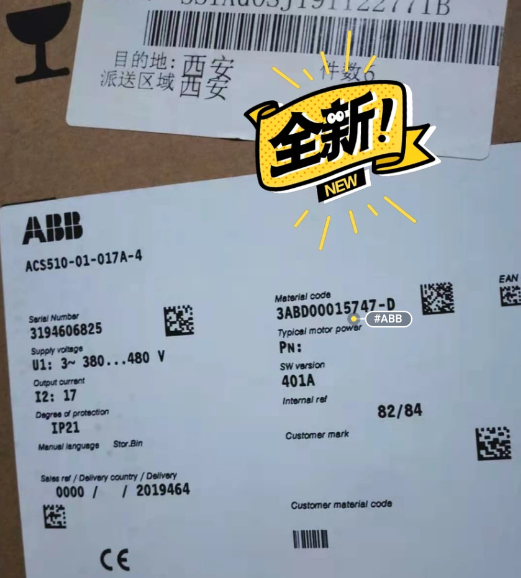 目的地: 西安
派送区域 西安
件数6
全新!
NEW
ABB
ACS510-01-017A-4
Serial Number
3194606825
Supply voltage
U1: 3~ 380...480 V
Output current
I2: 17
Degree of protection
IP21
Manual language Stor.Bin
Sales ref / Delivery country / Delivery
0000 / / 2019464
CE
EAN
Material code
3ABD00015747-D
#ABB
Typical motor power
PN:
SW version
401A
Internal ref
82/84
Customer mark
Customer material code